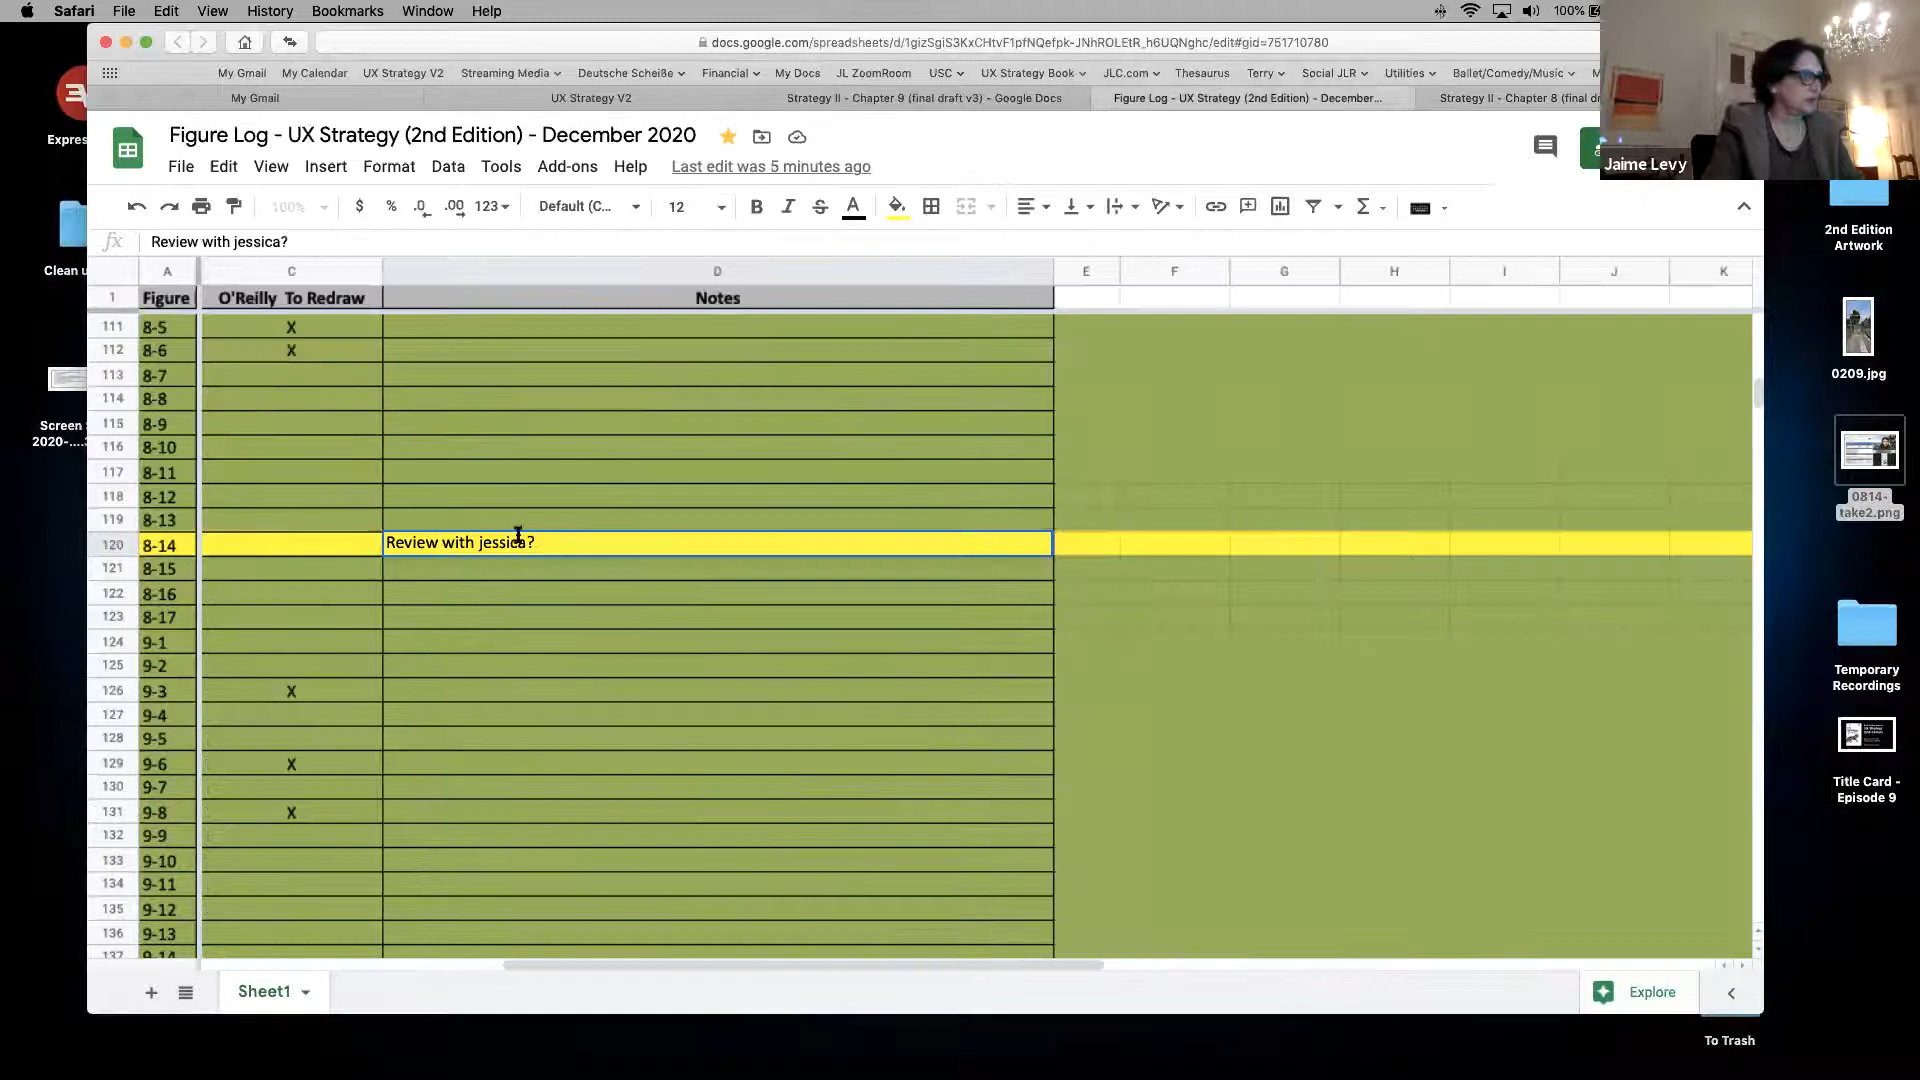 Safari File Edit View History Bookmarks Window Help 100%
docs.google.com/spreadsheets/d/1gizSgiS3KxCHtvF1pfNQefpk-JNhROLEtR_h6UQNghc/edit#gid=751710780
My Gmail My Calendar UX Strategy V2 Streaming Media Deutsche Scheiße Financial My Docs JL ZoomRoom USC UX Strategy Book JLC.com Thesaurus Terry Social JLR Utilities Ballet/Comedy/Music
My Gmail UX Strategy V2 Strategy II - Chapter 9 (final draft v3) - Google Docs Figure Log - UX Strategy (2nd Edition) - December... Strategy II - Chapter 8 (final d
Figure Log - UX Strategy (2nd Edition) - December 2020
File Edit View Insert Format Data Tools Add-ons Help Last edit was 5 minutes ago
Jaime Levy
100% $ % .0 .00 123 Default (C... 12 B I S A
fx Review with jessica?
A C D E F G H I J K
1 Figure O'Reilly To Redraw Notes
111 8-5 X
112 8-6 X
113 8-7
114 8-8
115 8-9
116 8-10
117 8-11
118 8-12
119 8-13
120 8-14 Review with jessica?
121 8-15
122 8-16
123 8-17
124 9-1
125 9-2
126 9-3 X
127 9-4
128 9-5
129 9-6 X
130 9-7
131 9-8 X
132 9-9
133 9-10
134 9-11
135 9-12
136 9-13
137 9-14
Sheet1
Explore
Expres
Clean u
Screen
2020-....3
2nd Edition
Artwork
0209.jpg
0814-
take2.png
Temporary
Recordings
Title Card -
Episode 9
To Trash